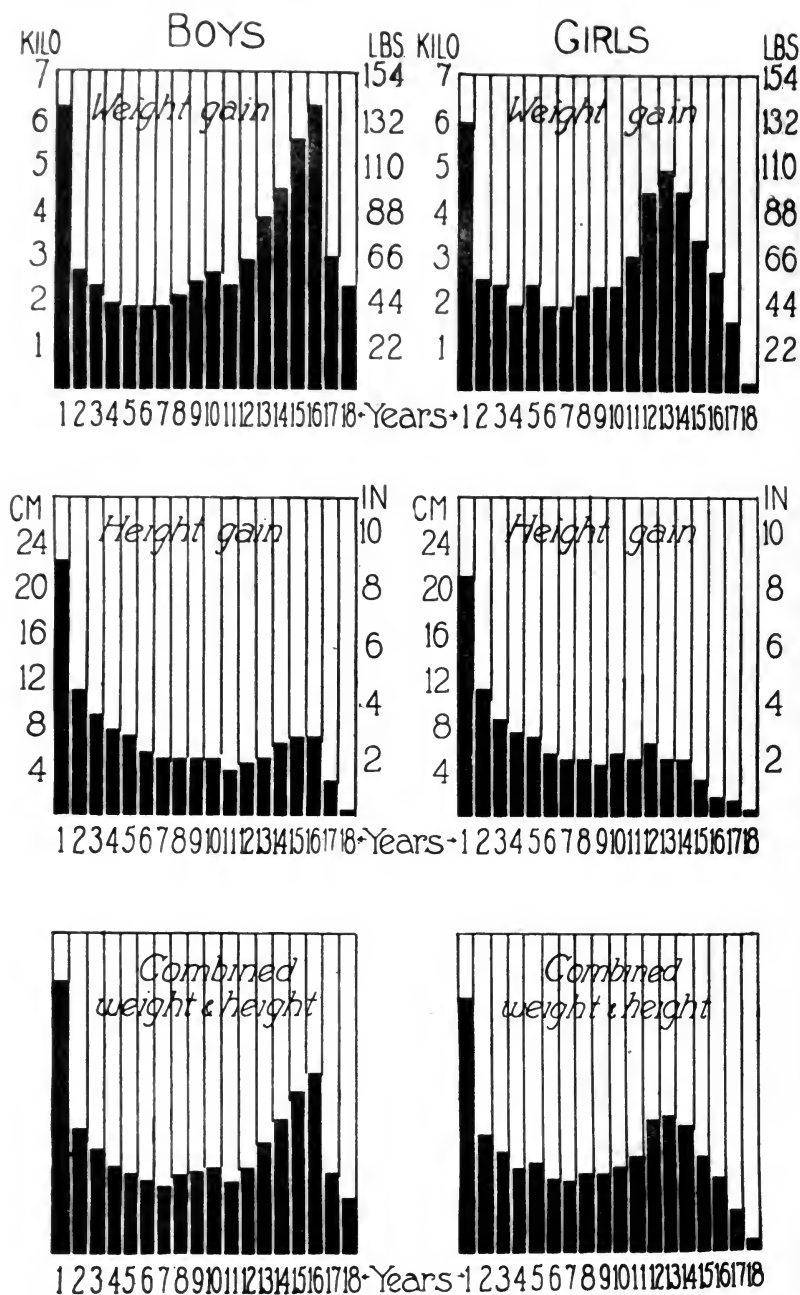 BOYS GIRLS
KILO LBS. KILO LBS
7 154 7 154
Weight gain Weight gain
6 132 6 132
5 110 5 110
4 88 4 88
3 66 3 66
2 44 2 44
1 22 1 22
1 2 3 4 5 6 7 8 9 10 11 12 13 14 15 16 17 18 Years 1 2 3 4 5 6 7 8 9 10 11 12 13 14 15 16 17 18
CM IN CM IN
Height gain Height gain
24 10 24 10
20 8 20 8
16 6 16 6
12 4 12 4
8 2 8 2
4 4
1 2 3 4 5 6 7 8 9 10 11 12 13 14 15 16 17 18 Years 1 2 3 4 5 6 7 8 9 10 11 12 13 14 15 16 17 18
Combined Combined
weight & height weight & height
1 2 3 4 5 6 7 8 9 10 11 12 13 14 15 16 17 18 Years 1 2 3 4 5 6 7 8 9 10 11 12 13 14 15 16 17 18